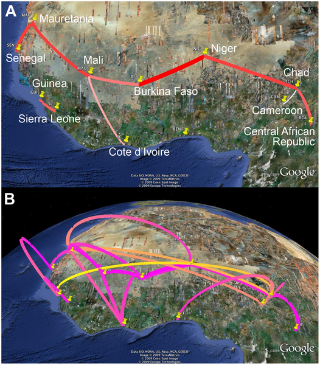 A
Mauretania
Senegal
Mali
Niger
Guinea
Chad
Burkina Faso
Cameroon
Sierra Leone
Central African
Republic
Cote d'Ivoire
Google
B
Google